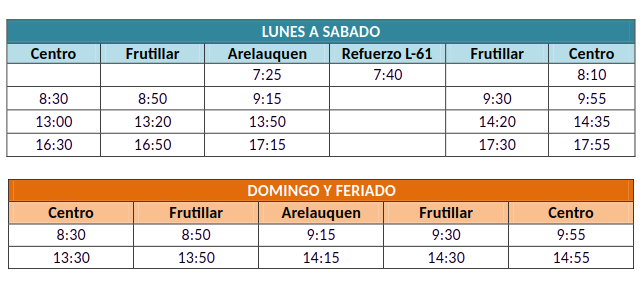 LUNES A SABADO
Centro Frutillar Arelauquen Refuerzo L-61 Frutillar Centro
7:25 7:40 8:10
8:30 8:50 9:15 9:30 9:55
13:00 13:20 13:50 14:20 14:35
16:30 16:50 17:15 17:30 17:55
DOMINGO Y FERIADO
Centro Frutillar Arelauquen Frutillar Centro
8:30 8:50 9:15 9:30 9:55
13:30 13:50 14:15 14:30 14:55